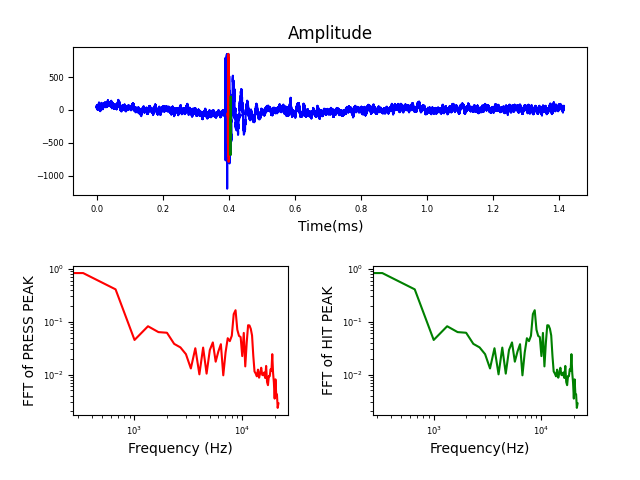 Amplitude
500
0
−500
−1000
0.0 0.2 0.4 0.6 0.8 1.0 1.2 1.4
Time(ms)
FFT of PRESS PEAK
10⁰
10⁻¹
10⁻²
10³ 10⁴
Frequency (Hz)
FFT of HIT PEAK
10⁰
10⁻¹
10⁻²
10³ 10⁴
Frequency(Hz)